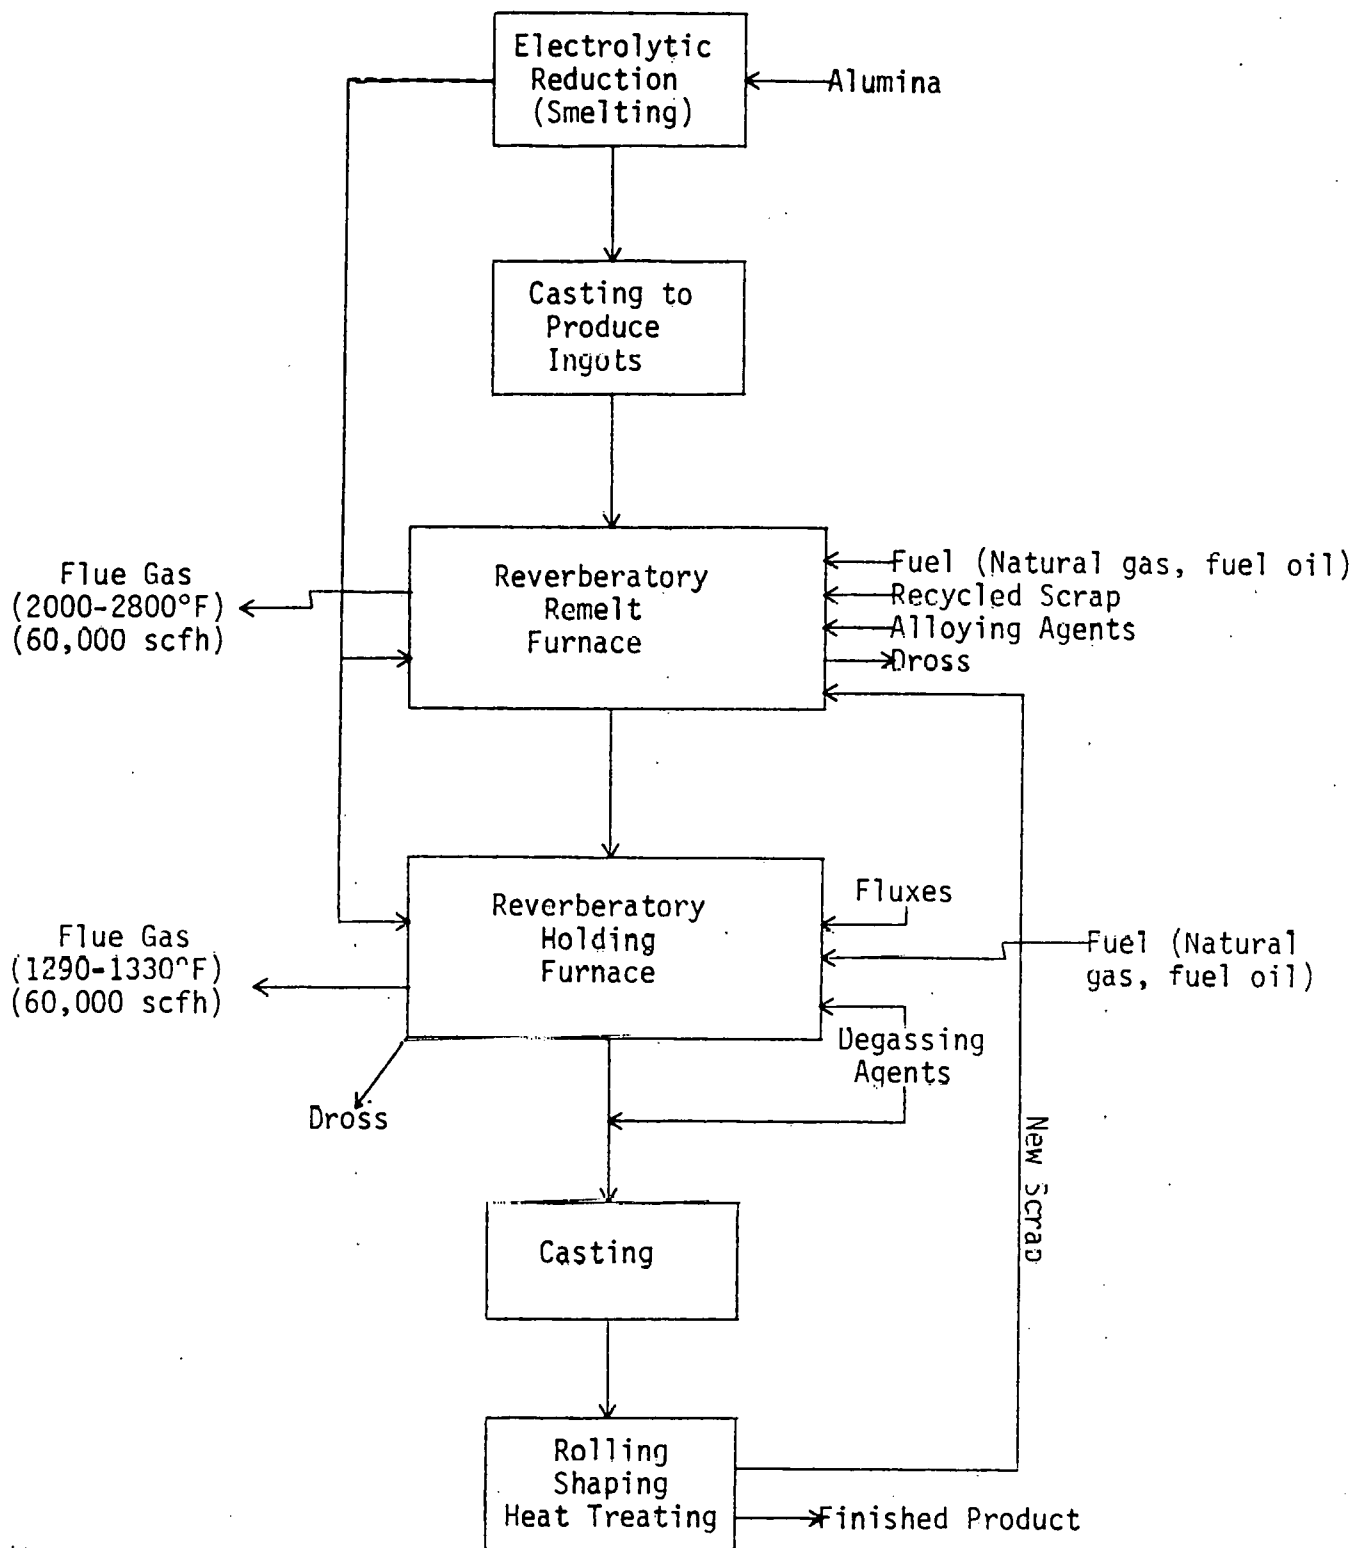 Electrolytic
Reduction
(Smelting)
Alumina
Casting to
Produce
Ingots
Flue Gas
(2000-2800°F)
(60,000 scfh)
Reverberatory
Remelt
Furnace
Fuel (Natural gas, fuel oil)
Recycled Scrap
Alloying Agents
Dross
Reverberatory
Holding
Furnace
Fluxes
Flue Gas
(1290-1330°F)
(60,000 scfh)
Fuel (Natural
gas, fuel oil)
Degassing
Agents
Dross
New Scrap
Casting
Rolling
Shaping
Heat Treating
Finished Product